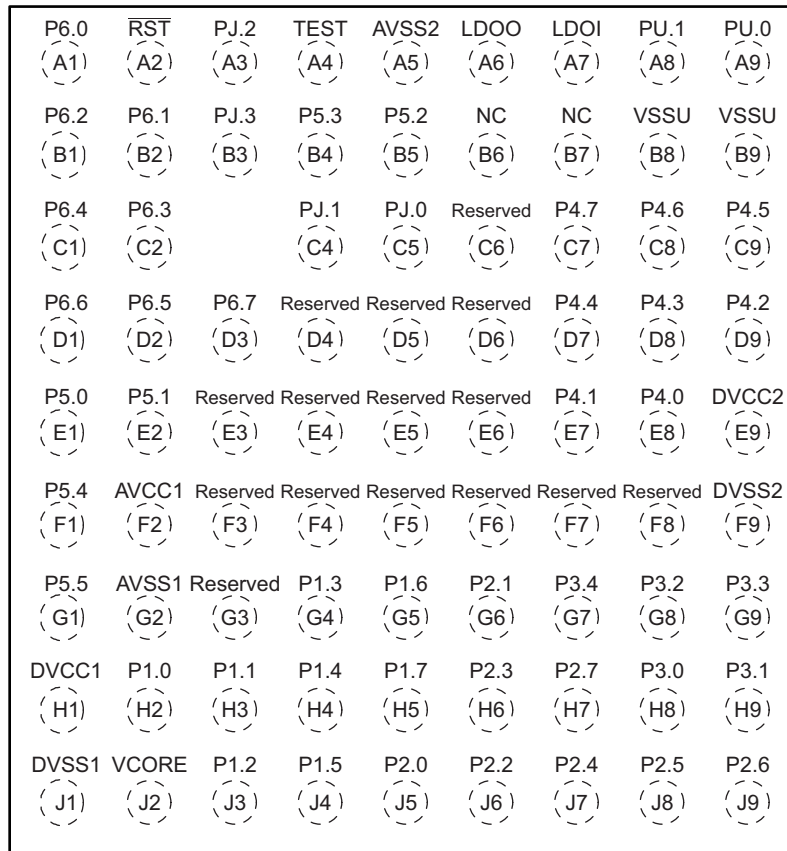 P6.0 RST PJ.2 TEST AVSS2 LDOO LDOI PU.1 PU.0
A1 A2 A3 A4 A5 A6 A7 A8 A9
P6.2 P6.1 PJ.3 P5.3 P5.2 NC NC VSSU VSSU
B1 B2 B3 B4 B5 B6 B7 B8 B9
P6.4 P6.3 PJ.1 PJ.0 Reserved P4.7 P4.6 P4.5
C1 C2 C4 C5 C6 C7 C8 C9
P6.6 P6.5 P6.7 Reserved Reserved Reserved P4.4 P4.3 P4.2
D1 D2 D3 D4 D5 D6 D7 D8 D9
P5.0 P5.1 Reserved Reserved Reserved Reserved P4.1 P4.0 DVCC2
E1 E2 E3 E4 E5 E6 E7 E8 E9
P5.4 AVCC1 Reserved Reserved Reserved Reserved Reserved Reserved DVSS2
F1 F2 F3 F4 F5 F6 F7 F8 F9
P5.5 AVSS1 Reserved P1.3 P1.6 P2.1 P3.4 P3.2 P3.3
G1 G2 G3 G4 G5 G6 G7 G8 G9
DVCC1 P1.0 P1.1 P1.4 P1.7 P2.3 P2.7 P3.0 P3.1
H1 H2 H3 H4 H5 H6 H7 H8 H9
DVSS1 VCORE P1.2 P1.5 P2.0 P2.2 P2.4 P2.5 P2.6
J1 J2 J3 J4 J5 J6 J7 J8 J9